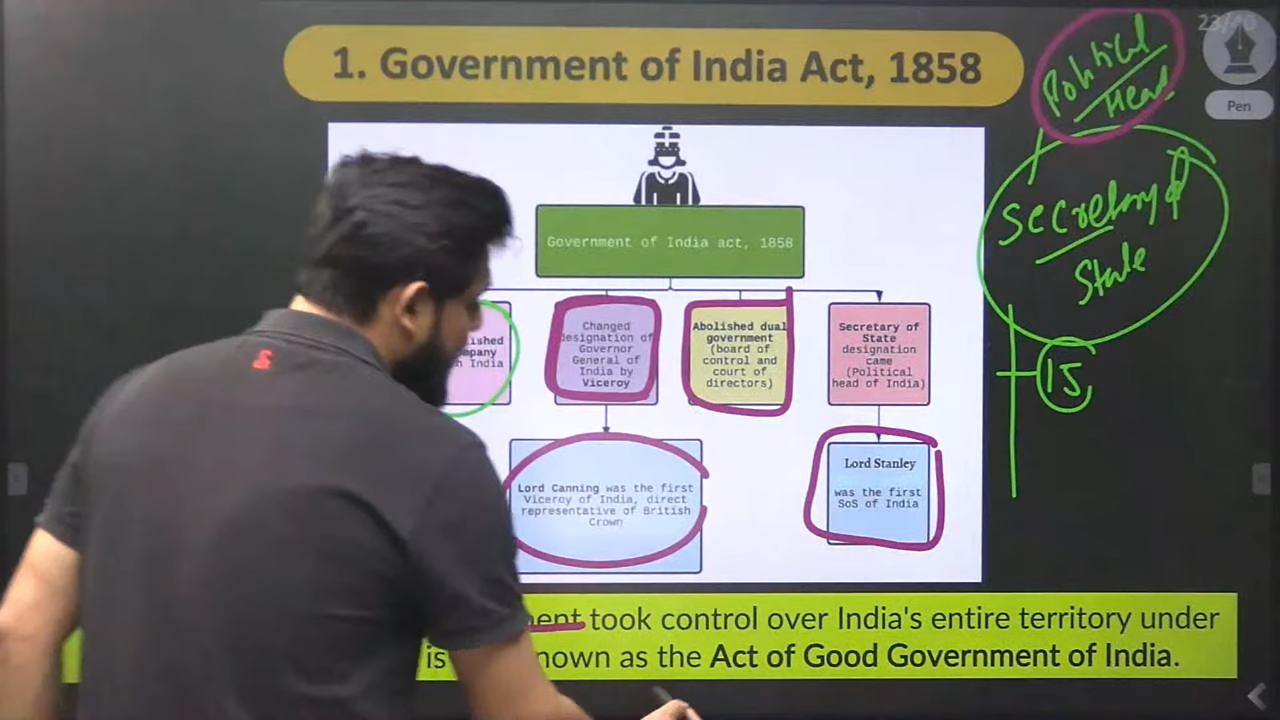 1. Government of India Act, 1858
23/40
Pen
Political
Head
Secretary of
State
15
Government of India act, 1858
India
Changed
designation of
Governor
General of
India by
Viceroy
Abolished dual
government
(board of
control and
court of
directors)
Secretary of
State
designation
came
(Political
head of India)
Lord Canning was the first
Viceroy of India, direct
representative of British
Crown
Lord Stanley
was the first
SoS of India
took control over India's entire territory under
is as the Act of Good Government of India.